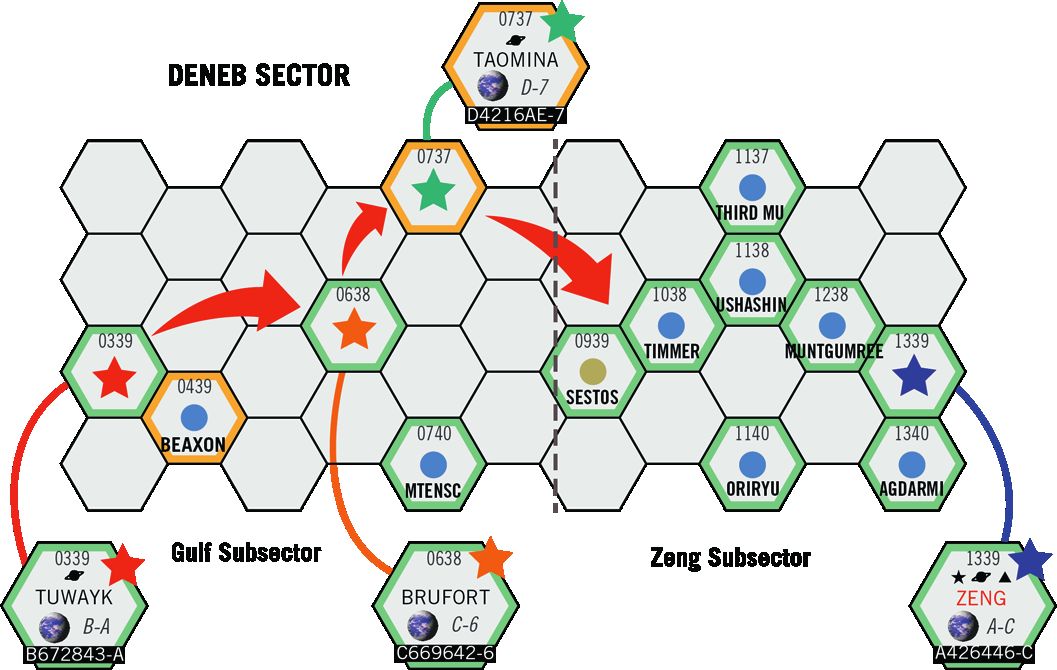 0737
TAOMINA
D-7
D4216AE-7
DENEB SECTOR
0737
1137
THIRD MU
1138
USHASHIN
0638
1038
TIMMER
1238
MUNTGUMREE
0339
0939
SESTOS
1339
0439
BEAXON
0740
MTENSC
1140
ORIRYU
1340
AGDARMI
Gulf Subsector
Zeng Subsector
0339
TUWAYK
B-A
B672843-A
0638
BRUFORT
C-6
C669642-6
1339
ZENG
A-C
A426446-C